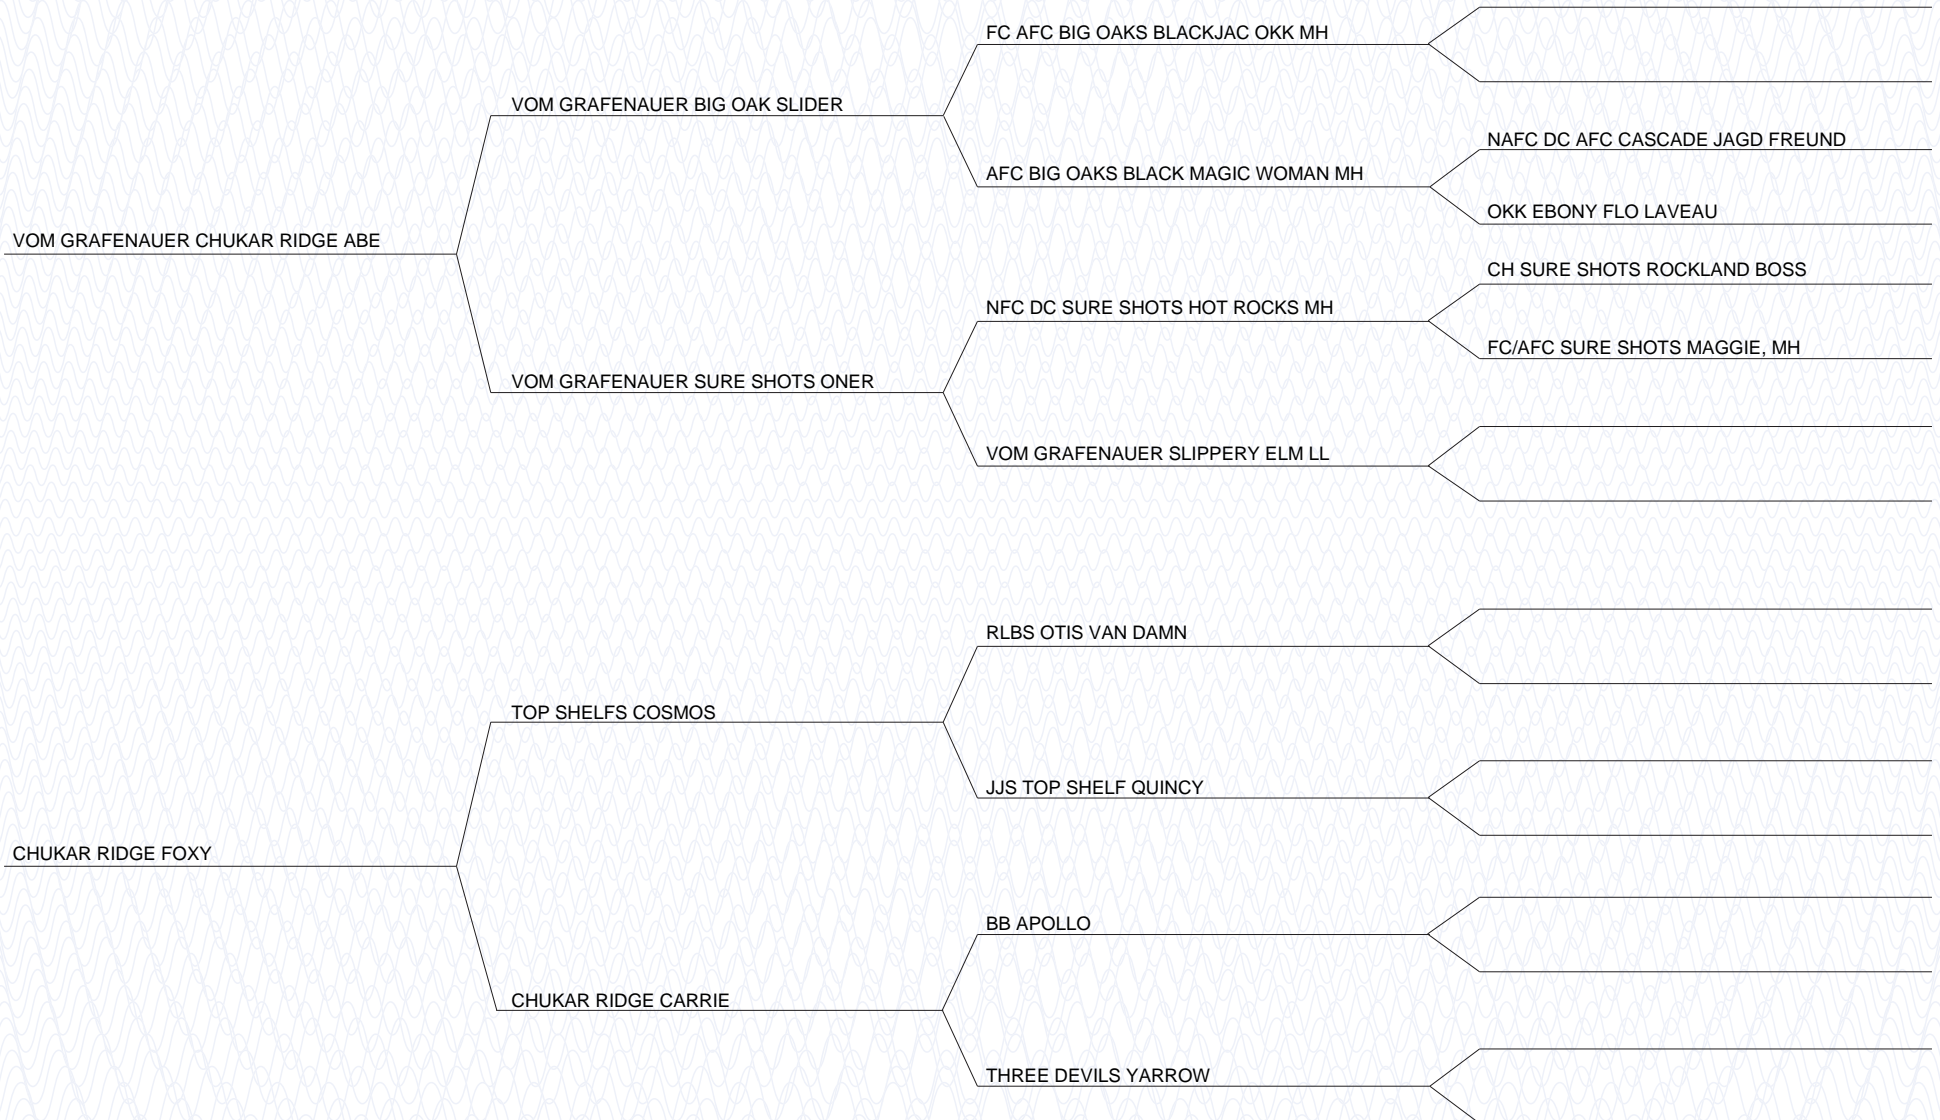 FC AFC BIG OAKS BLACKJAC OKK MH
VOM GRAFENAUER BIG OAK SLIDER
NAFC DC AFC CASCADE JAGD FREUND
AFC BIG OAKS BLACK MAGIC WOMAN MH
OKK EBONY FLO LAVEAU
VOM GRAFENAUER CHUKAR RIDGE ABE
CH SURE SHOTS ROCKLAND BOSS
NFC DC SURE SHOTS HOT ROCKS MH
FC/AFC SURE SHOTS MAGGIE, MH
VOM GRAFENAUER SURE SHOTS ONER
VOM GRAFENAUER SLIPPERY ELM LL
RLBS OTIS VAN DAMN
TOP SHELFS COSMOS
JJS TOP SHELF QUINCY
CHUKAR RIDGE FOXY
BB APOLLO
CHUKAR RIDGE CARRIE
THREE DEVILS YARROW